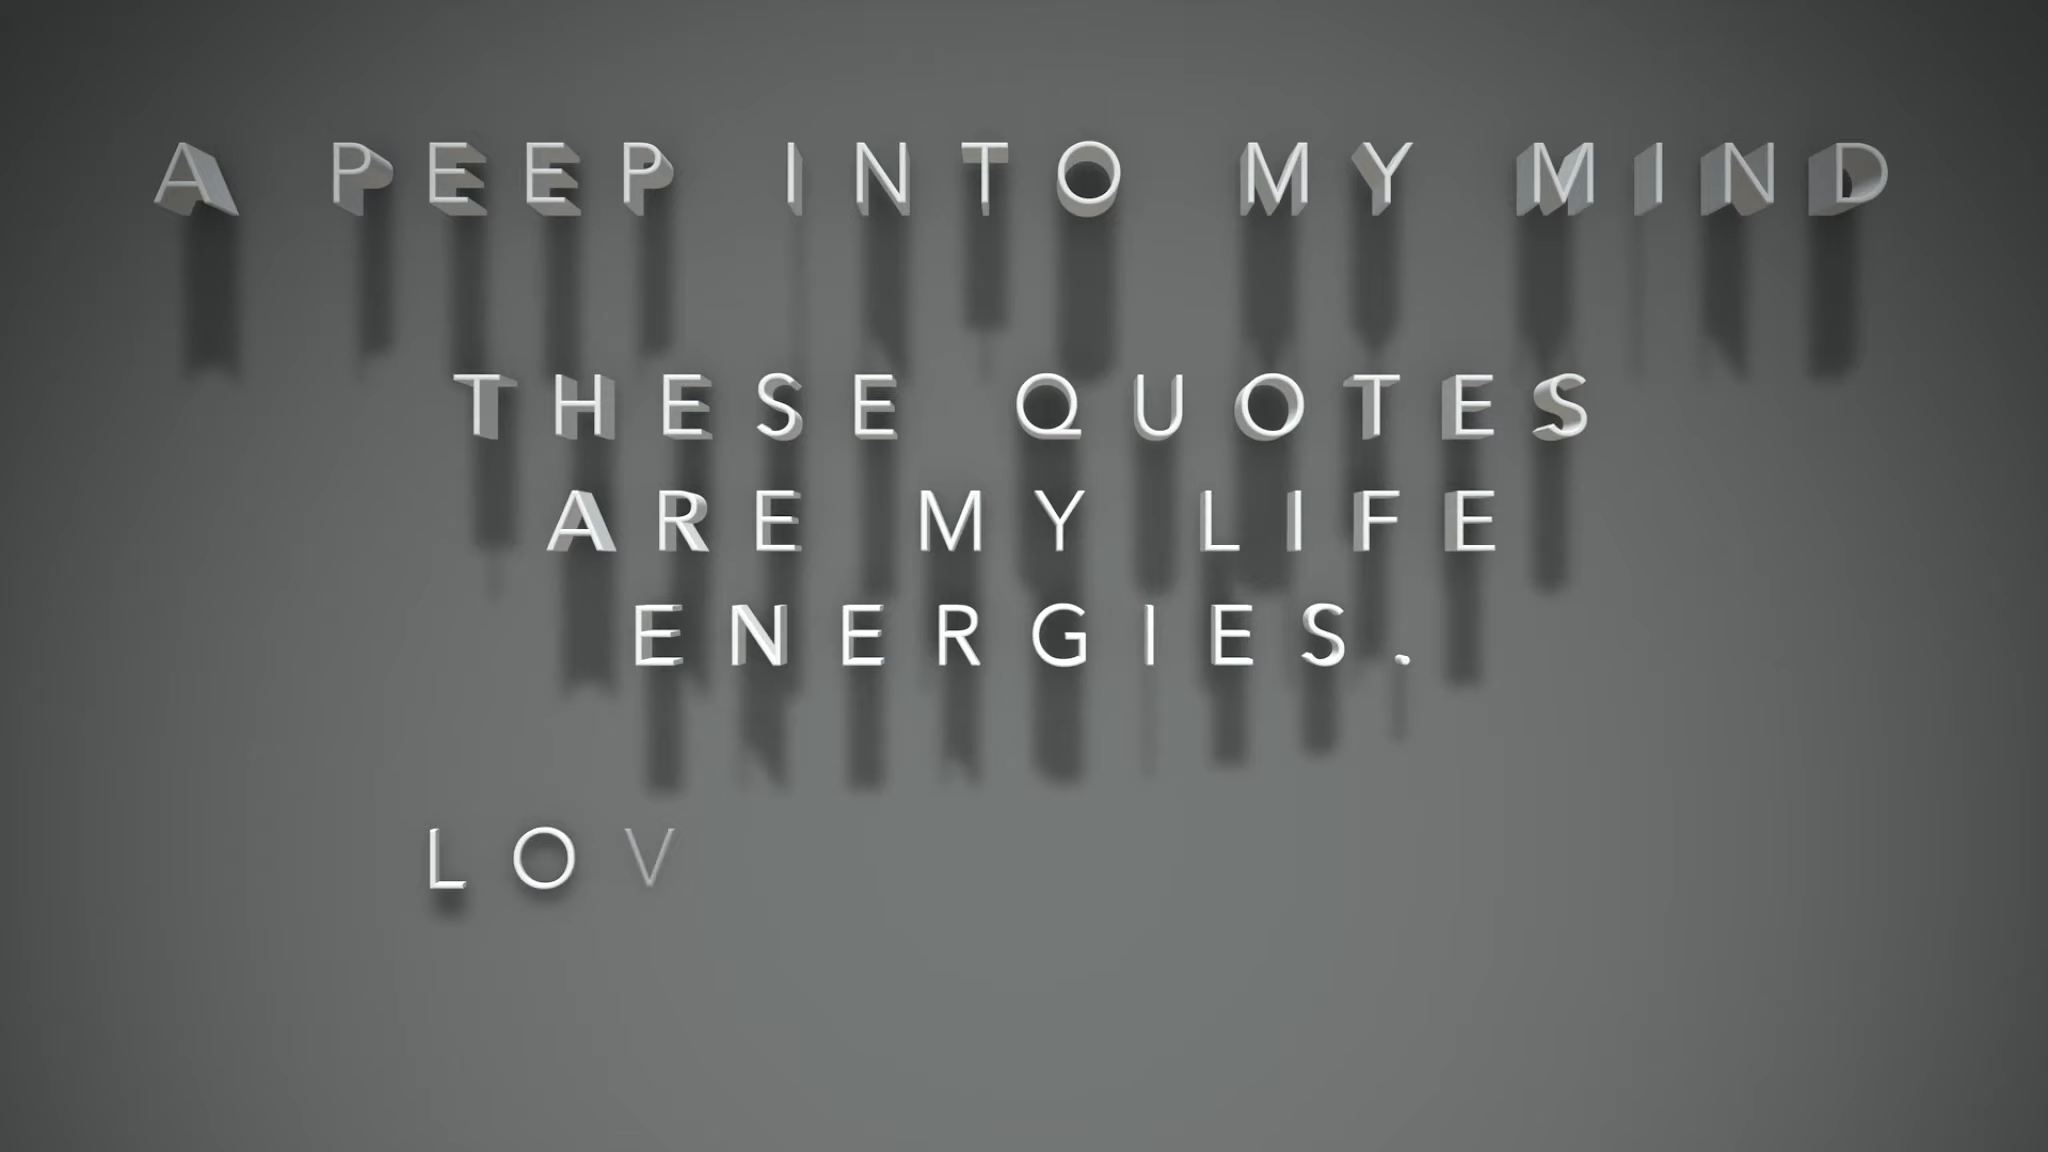 A PEEP INTO MY MIND
THESE QUOTES
ARE MY LIFE
ENERGIES.
LOV